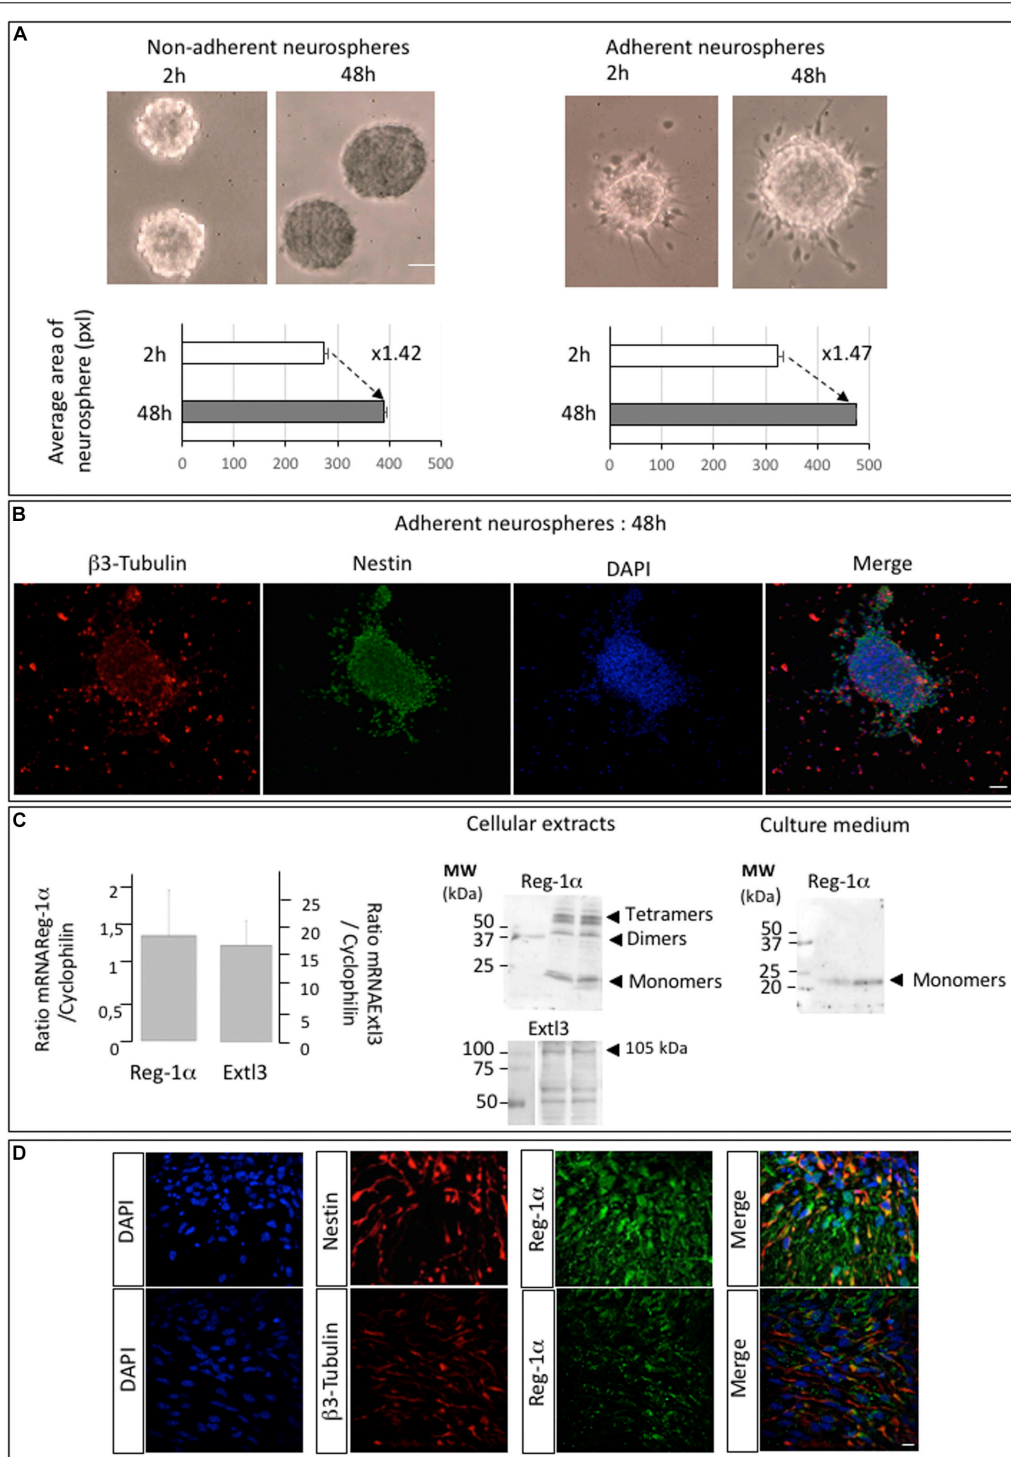 A
Non-adherent neurospheres
2h 48h
Adherent neurospheres
2h 48h
Average area of
neurosphere (pxl)
2h
x1.42
48h
0 100 200 300 400 500
2h
x1.47
48h
0 100 200 300 400 500
B
Adherent neurospheres : 48h
β3-Tubulin Nestin DAPI Merge
C
Ratio mRNAReg-1α
/Cyclophilin
2
1,5
1
0,5
0
Reg-1α Extl3
25
20
15
10
5
0
Ratio mRNAExtl3
/ Cyclophilin
Cellular extracts
MW
(kDa)
Reg-1α
50
37
25
Tetramers
Dimers
Monomers
Extl3
100
75
50
105 kDa
Culture medium
MW
(kDa)
Reg-1α
50
37
25
20
Monomers
D
DAPI Nestin Reg-1α Merge
DAPI β3-Tubulin Reg-1α Merge